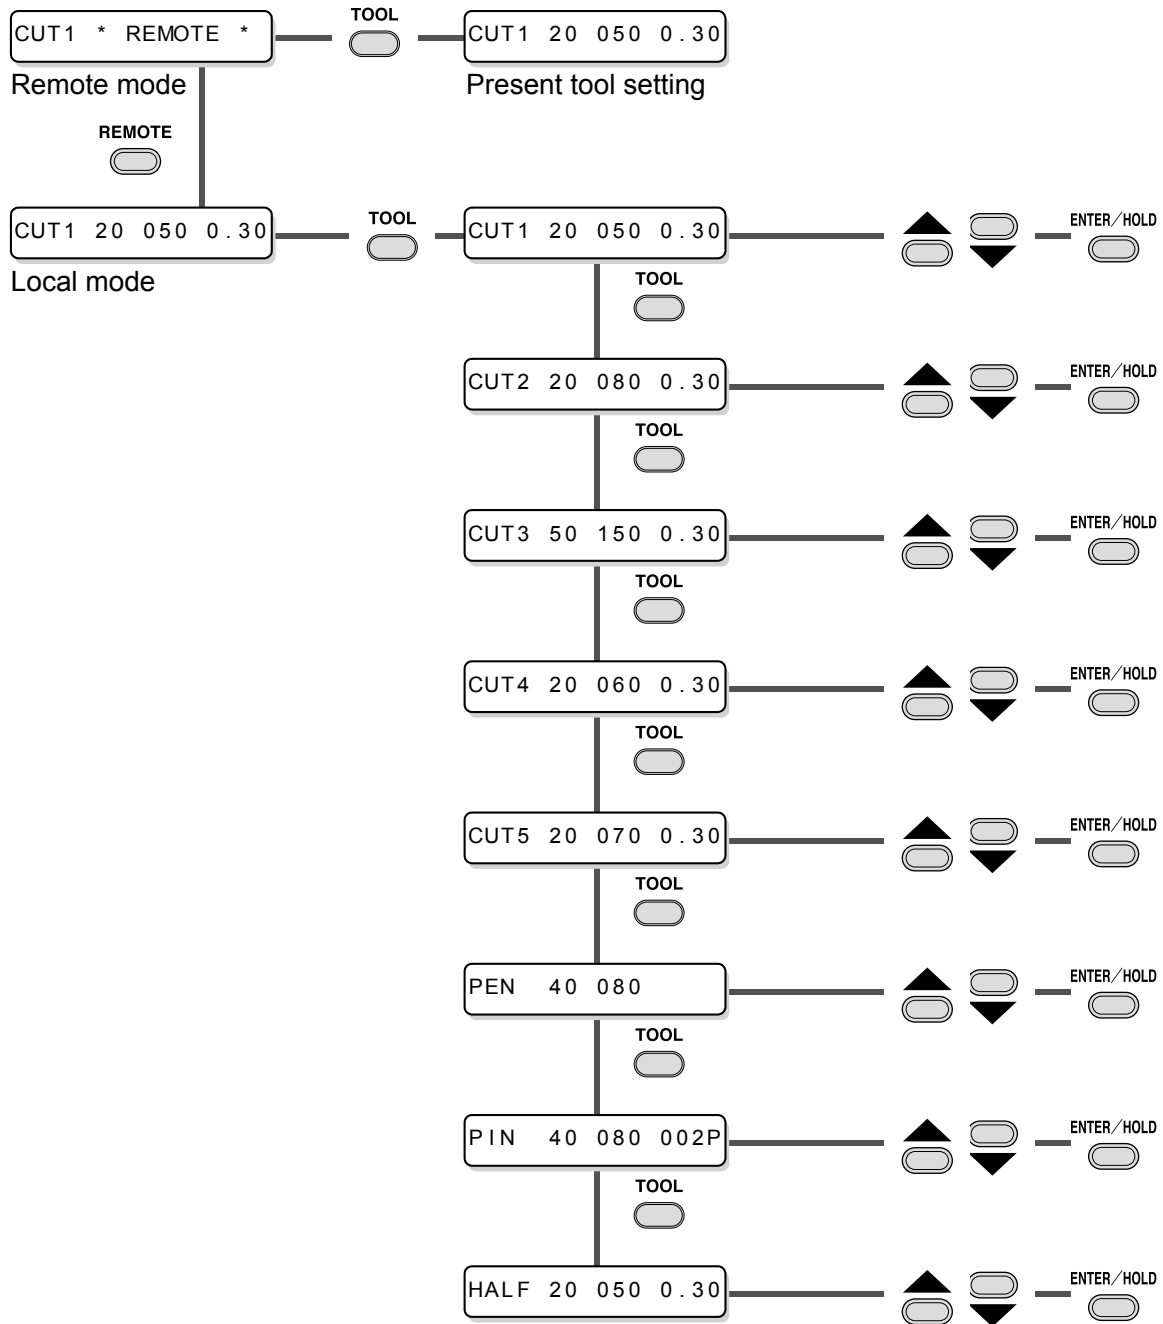 TOOL
CUT1 * REMOTE *
CUT1 20 050 0.30
Remote mode
Present tool setting
REMOTE
CUT1 20 050 0.30
TOOL
CUT1 20 050 0.30
ENTER/HOLD
Local mode
TOOL
CUT2 20 080 0.30
ENTER/HOLD
TOOL
CUT3 50 150 0.30
ENTER/HOLD
TOOL
CUT4 20 060 0.30
ENTER/HOLD
TOOL
CUT5 20 070 0.30
ENTER/HOLD
TOOL
PEN 40 080
ENTER/HOLD
TOOL
PIN 40 080 002P
ENTER/HOLD
TOOL
HALF 20 050 0.30
ENTER/HOLD